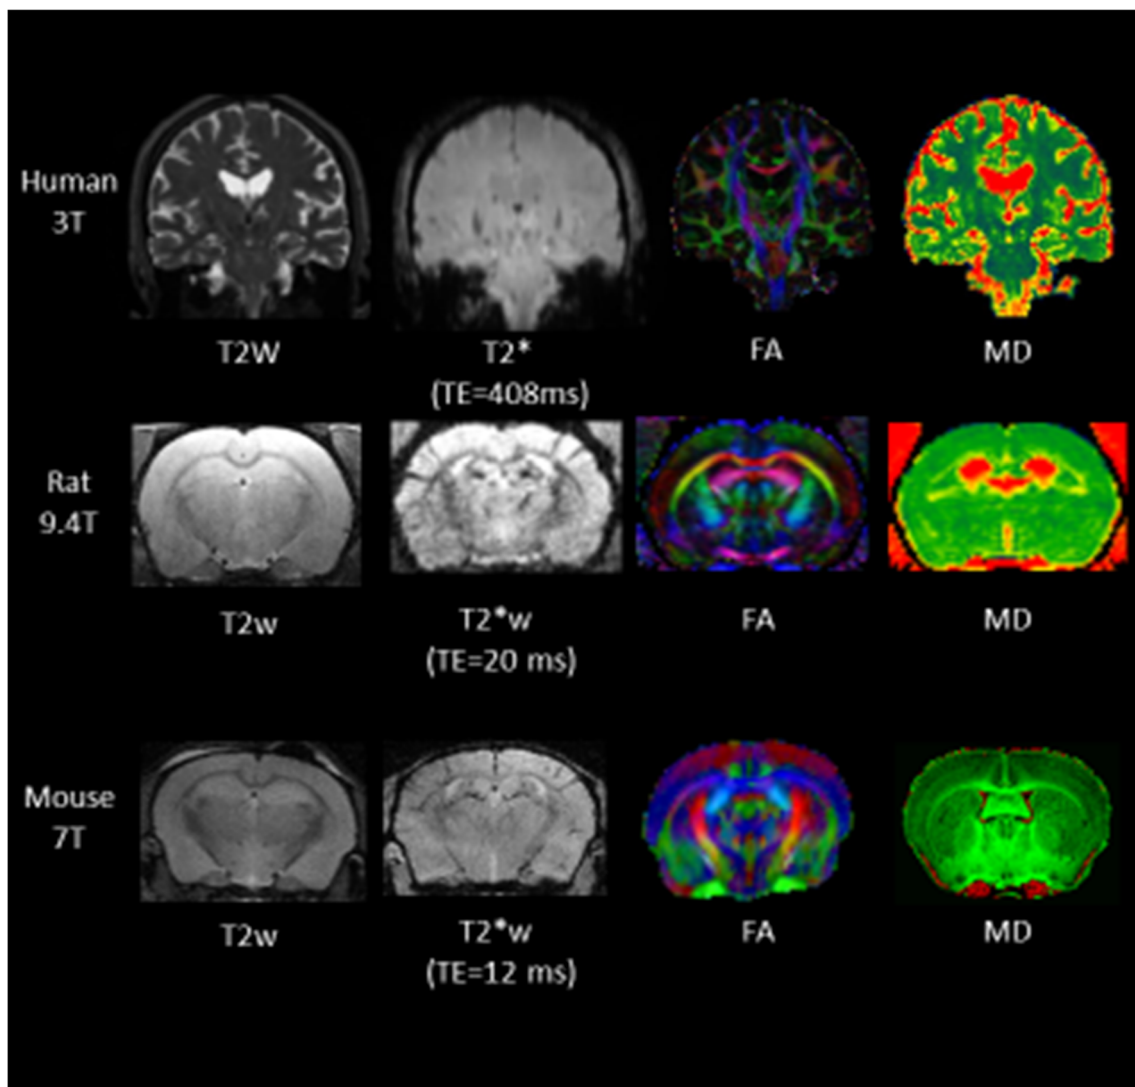 Human
3T
T2W
T2*
(TE=408ms)
FA
MD
Rat
9.4T
T2w
T2*w
(TE=20 ms)
FA
MD
Mouse
7T
T2w
T2*w
(TE=12 ms)
FA
MD